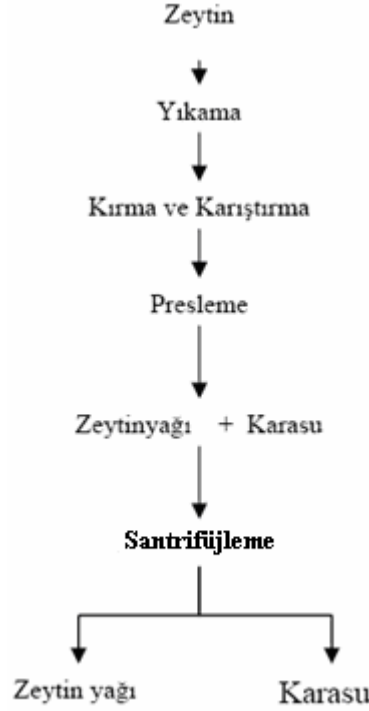 Zeytin
Yıkama
Kırma ve Karıştırma
Presleme
Zeytinyağı + Karasu
Santrifüjleme
Zeytin yağı Karasu